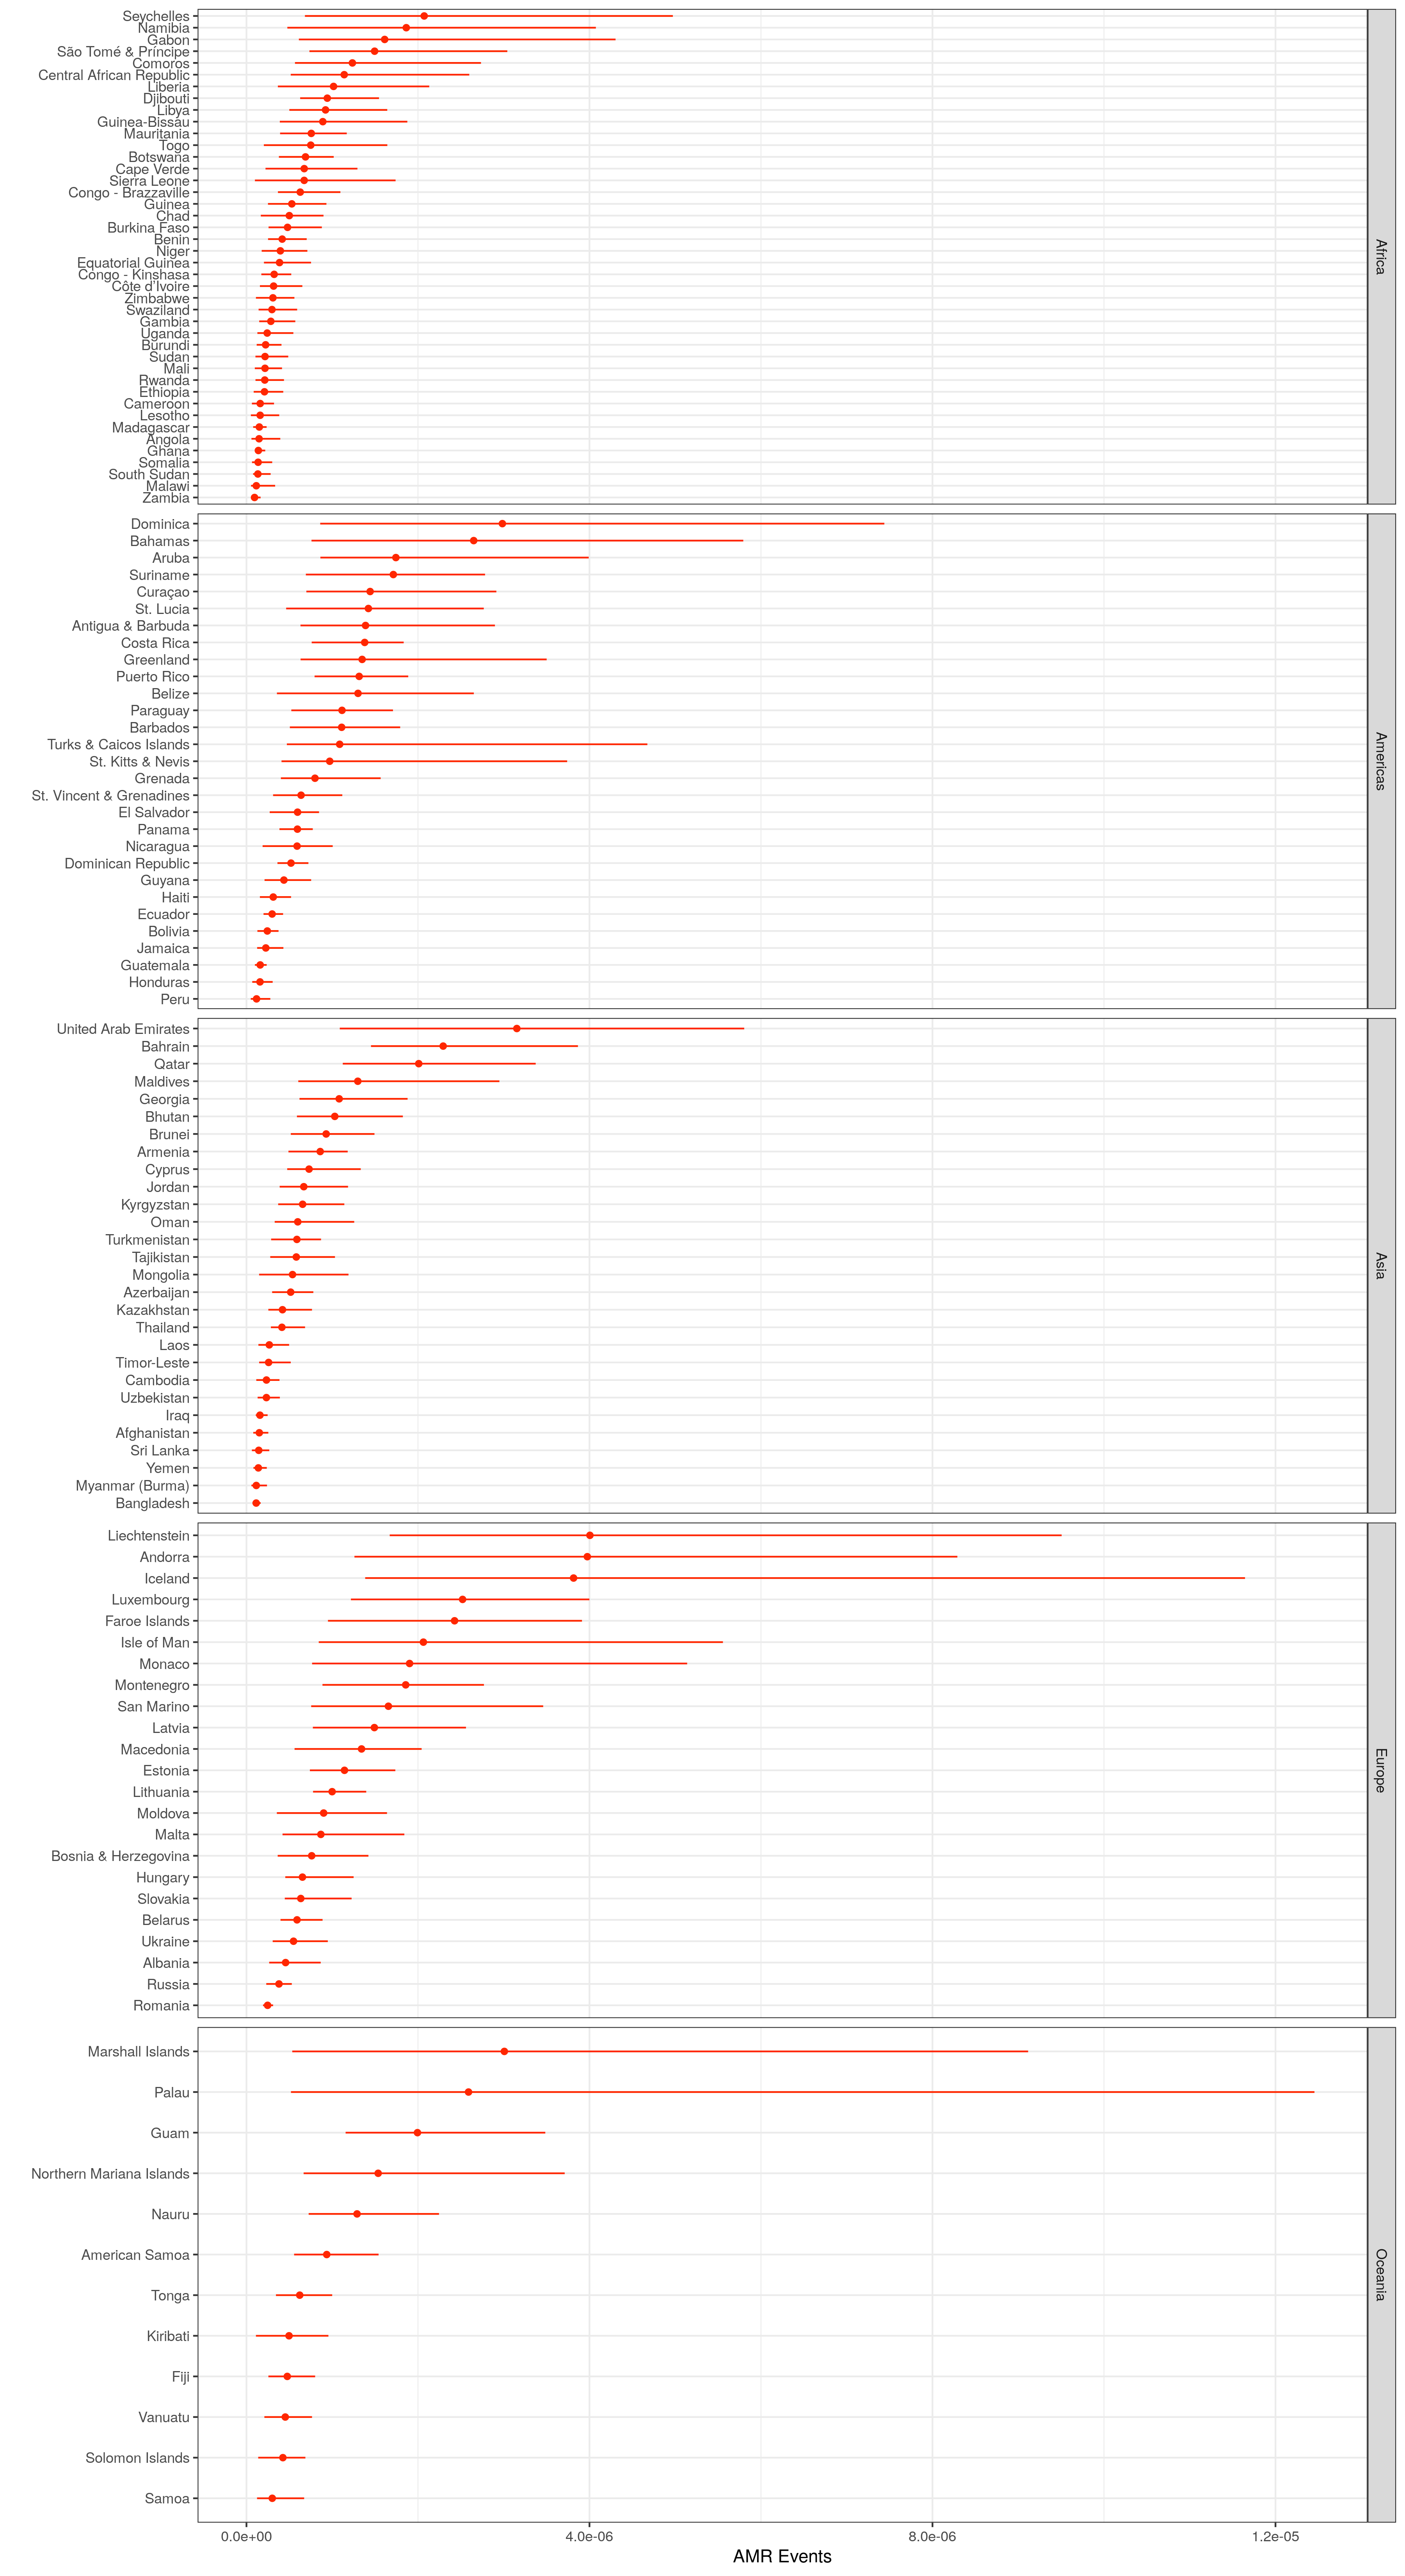 Seychelles
Namibia
Gabon
São Tomé & Príncipe
Comoros
Central African Republic
Liberia
Djibouti
Libya
Guinea-Bissau
Mauritania
Togo
Botswana
Cape Verde
Sierra Leone
Congo - Brazzaville
Guinea
Chad
Burkina Faso
Benin
Niger
Equatorial Guinea
Congo - Kinshasa
Côte d'Ivoire
Zimbabwe
Swaziland
Gambia
Uganda
Burundi
Sudan
Mali
Rwanda
Ethiopia
Cameroon
Lesotho
Madagascar
Angola
Ghana
Somalia
South Sudan
Malawi
Zambia
Africa
Dominica
Bahamas
Aruba
Suriname
Curaçao
St. Lucia
Antigua & Barbuda
Costa Rica
Greenland
Puerto Rico
Belize
Paraguay
Barbados
Turks & Caicos Islands
St. Kitts & Nevis
Grenada
St. Vincent & Grenadines
El Salvador
Panama
Nicaragua
Dominican Republic
Guyana
Haiti
Ecuador
Bolivia
Jamaica
Guatemala
Honduras
Peru
Americas
United Arab Emirates
Bahrain
Qatar
Maldives
Georgia
Bhutan
Brunei
Armenia
Cyprus
Jordan
Kyrgyzstan
Oman
Turkmenistan
Tajikistan
Mongolia
Azerbaijan
Kazakhstan
Thailand
Laos
Timor-Leste
Cambodia
Uzbekistan
Iraq
Afghanistan
Sri Lanka
Yemen
Myanmar (Burma)
Bangladesh
Asia
Liechtenstein
Andorra
Iceland
Luxembourg
Faroe Islands
Isle of Man
Monaco
Montenegro
San Marino
Latvia
Macedonia
Estonia
Lithuania
Moldova
Malta
Bosnia & Herzegovina
Hungary
Slovakia
Belarus
Ukraine
Albania
Russia
Romania
Europe
Marshall Islands
Palau
Guam
Northern Mariana Islands
Nauru
American Samoa
Tonga
Kiribati
Fiji
Vanuatu
Solomon Islands
Samoa
Oceania
0.0e+00 4.0e-06 8.0e-06 1.2e-05
AMR Events